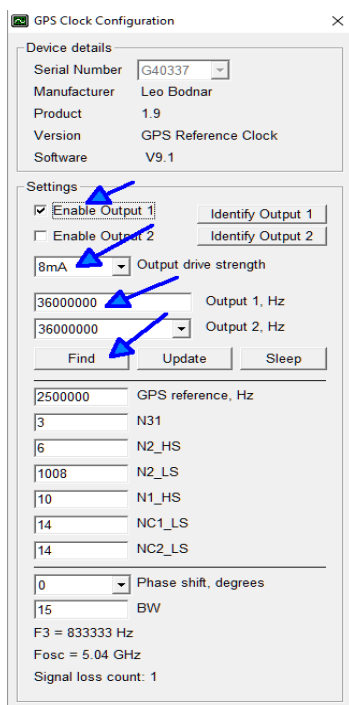 GPS Clock Configuration
Device details
Serial Number G40337
Manufacturer Leo Bodnar
Product 1.9
Version GPS Reference Clock
Software V9.1
Settings
Enable Output 1 Identify Output 1
Enable Output 2 Identify Output 2
8mA Output drive strength
36000000 Output 1, Hz
36000000 Output 2, Hz
Find Update Sleep
2500000 GPS reference, Hz
3 N31
6 N2_HS
1008 N2_LS
10 N1_HS
14 NC1_LS
14 NC2_LS
0 Phase shift, degrees
15 BW
F3 = 833333 Hz
Fosc = 5.04 GHz
Signal loss count: 1